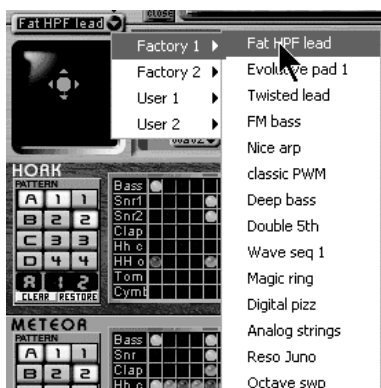 close
Fat HPF lead
Factory 1
Factory 2
User 1
User 2
Fat HPF lead
Evolutive pad 1
Twisted lead
FM bass
Nice arp
classic PWM
Deep bass
Double 5th
Wave seq 1
Magic ring
Digital pizz
Analog strings
Reso Juno
Octave swp
HORK
PATTERN
A 1 1
B 2 2
C 3 3
D 4 4
A 1 2
CLEAR RESTORE
Bass
Snr1
Snr2
Clap
Hh c
HH o
Tom
Cymb
METEOR
PATTERN
A 1 1
B 2 2
Bass
Snr
Clap
Hh c